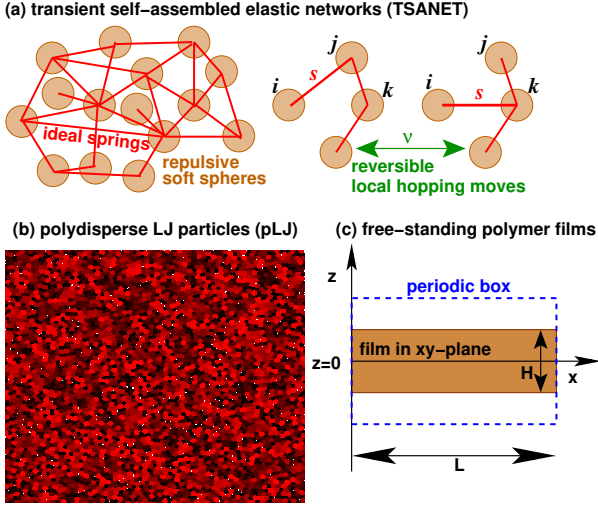 (a) transient self−assembled elastic networks (TSANET)
j
j
i
s
k
i
s
k
ideal springs
repulsive
soft spheres
ν
reversible
local hopping moves
(b) polydisperse LJ particles (pLJ)
(c) free−standing polymer films
z
periodic box
film in xy−plane
z=0
H
x
L